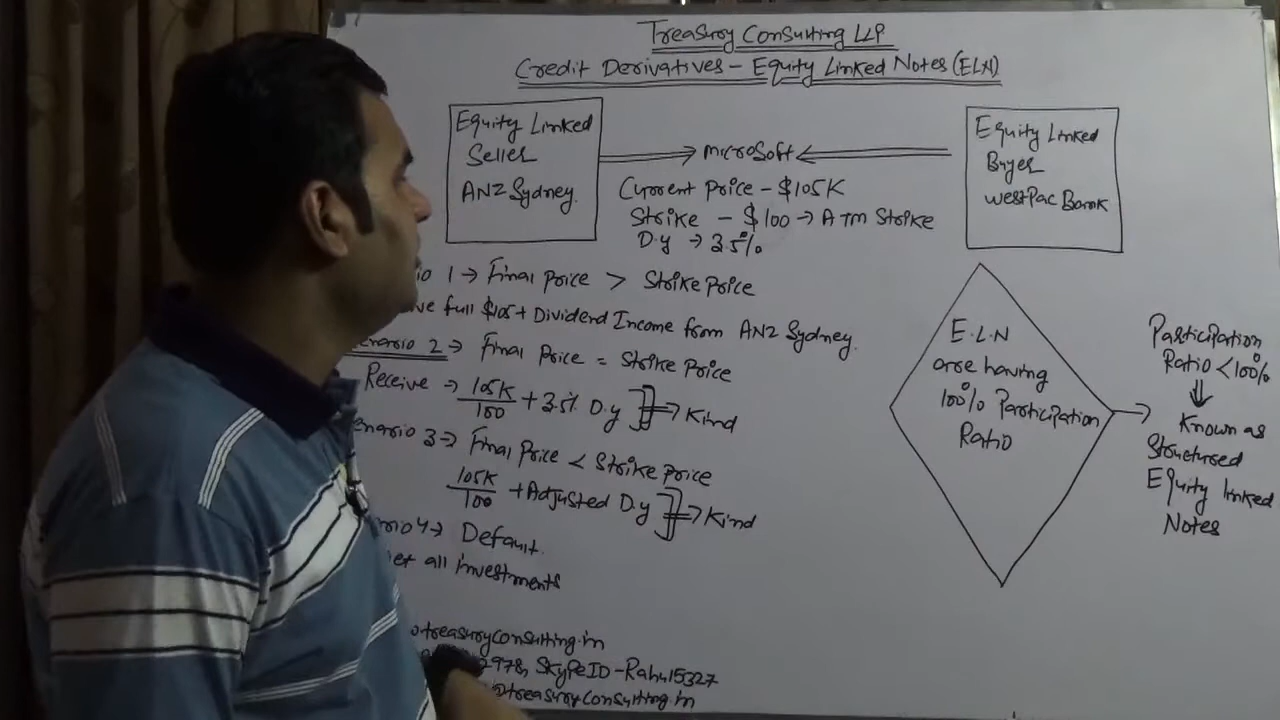 Treasury Consulting LLP
Credit Derivatives - Equity Linked Notes (ELN)
Equity Linked
Seller
ANZ Sydney.
microSoft
Current Price - $105K
Strike - $100 → ATM Strike
D.y → 3.5%
Equity Linked
Buyer
westPac Bank
io 1 → Final Price > Strike Price
ve full $105 + Dividend Income from ANZ Sydney.
enario 2 → Final Price = Strike Price
Receive → 105K/100 + 3.5% D.y → Kind
enario 3 → Final Price < Strike Price
105K/100 + Adjusted D.y → Kind
rio 4 → Default.
all investments
@treasuryconsulting.in
2978, SkypeID - Rahul5327
@treasuryconsulting.in
E.L.N
are having
100% Participation
Ratio
→
Participation
Ratio < 100%
⇓
Known as
Structured
Equity linked
Notes